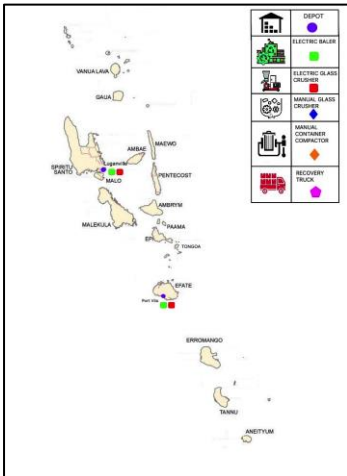 DEPOT
ELECTRIC BALER
ELECTRIC GLASS
CRUSHER
MANUAL GLASS
CRUSHER
MANUAL
CONTAINER
COMPACTOR
RECOVERY
TRUCK
VANUA LAVA
GAUA
MAEWO
AMBAE
Luganville
SPIRITU
SANTO
MALO
PENTECOST
AMBRYM
MALEKULA
PAAMA
EPI
TONGOA
EFATE
Port Vila
ERROMANGO
TANNU
ANEITYUM